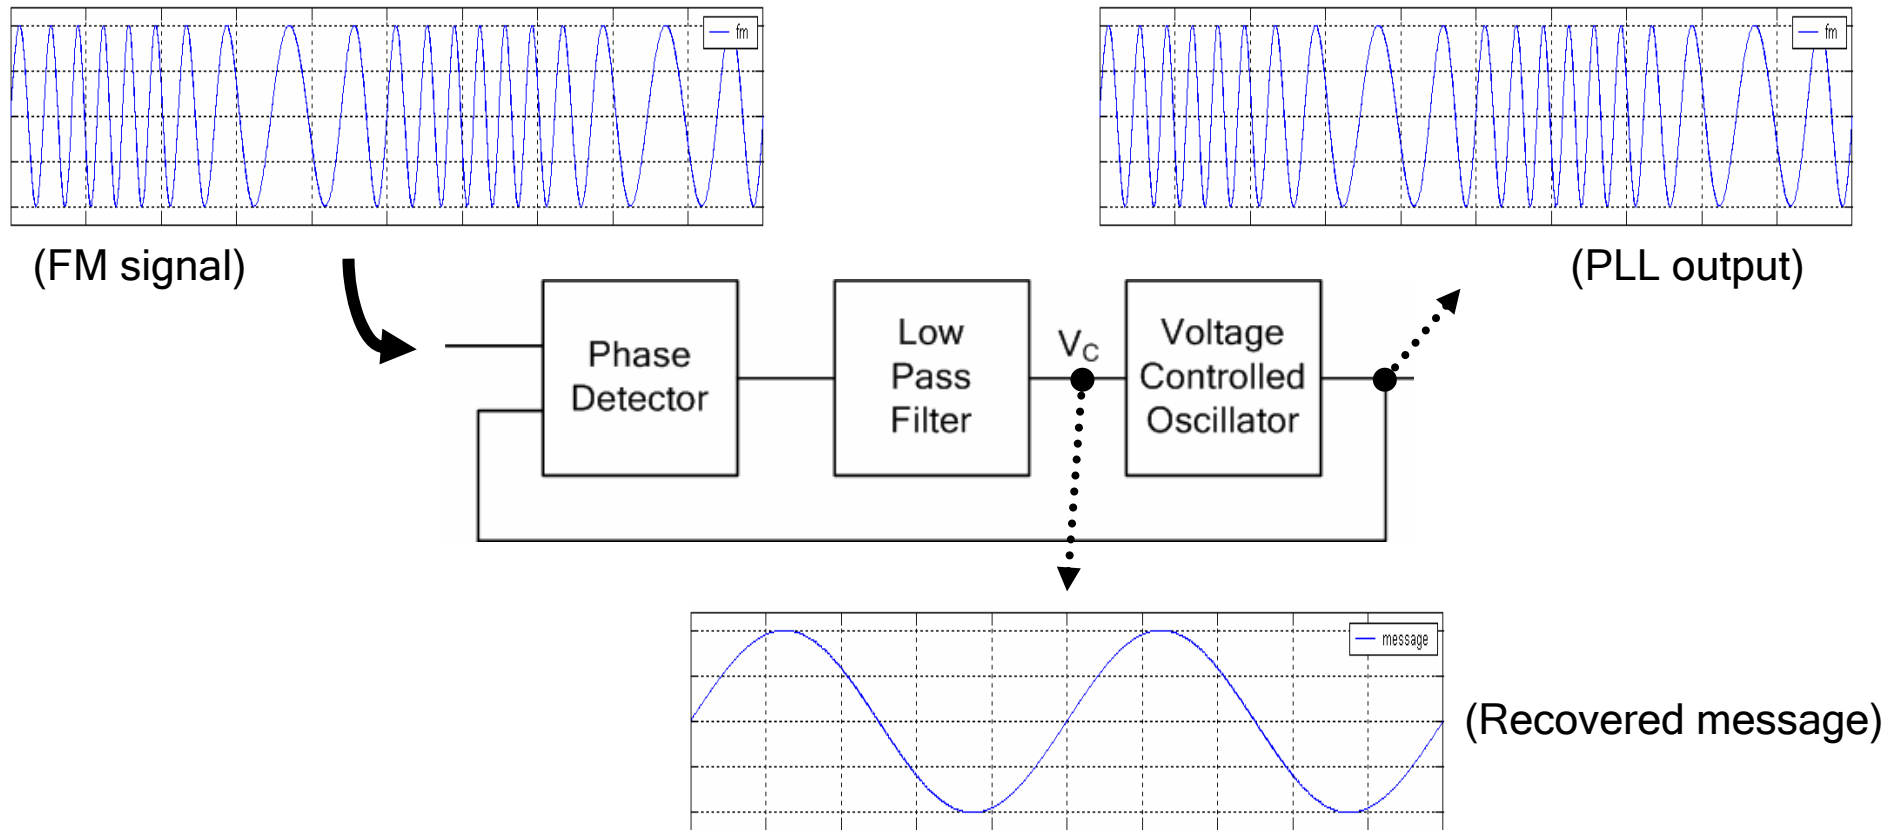 fm
fm
(FM signal)
(PLL output)
Phase
Detector
Low
Pass
Filter
VC
Voltage
Controlled
Oscillator
message
(Recovered message)